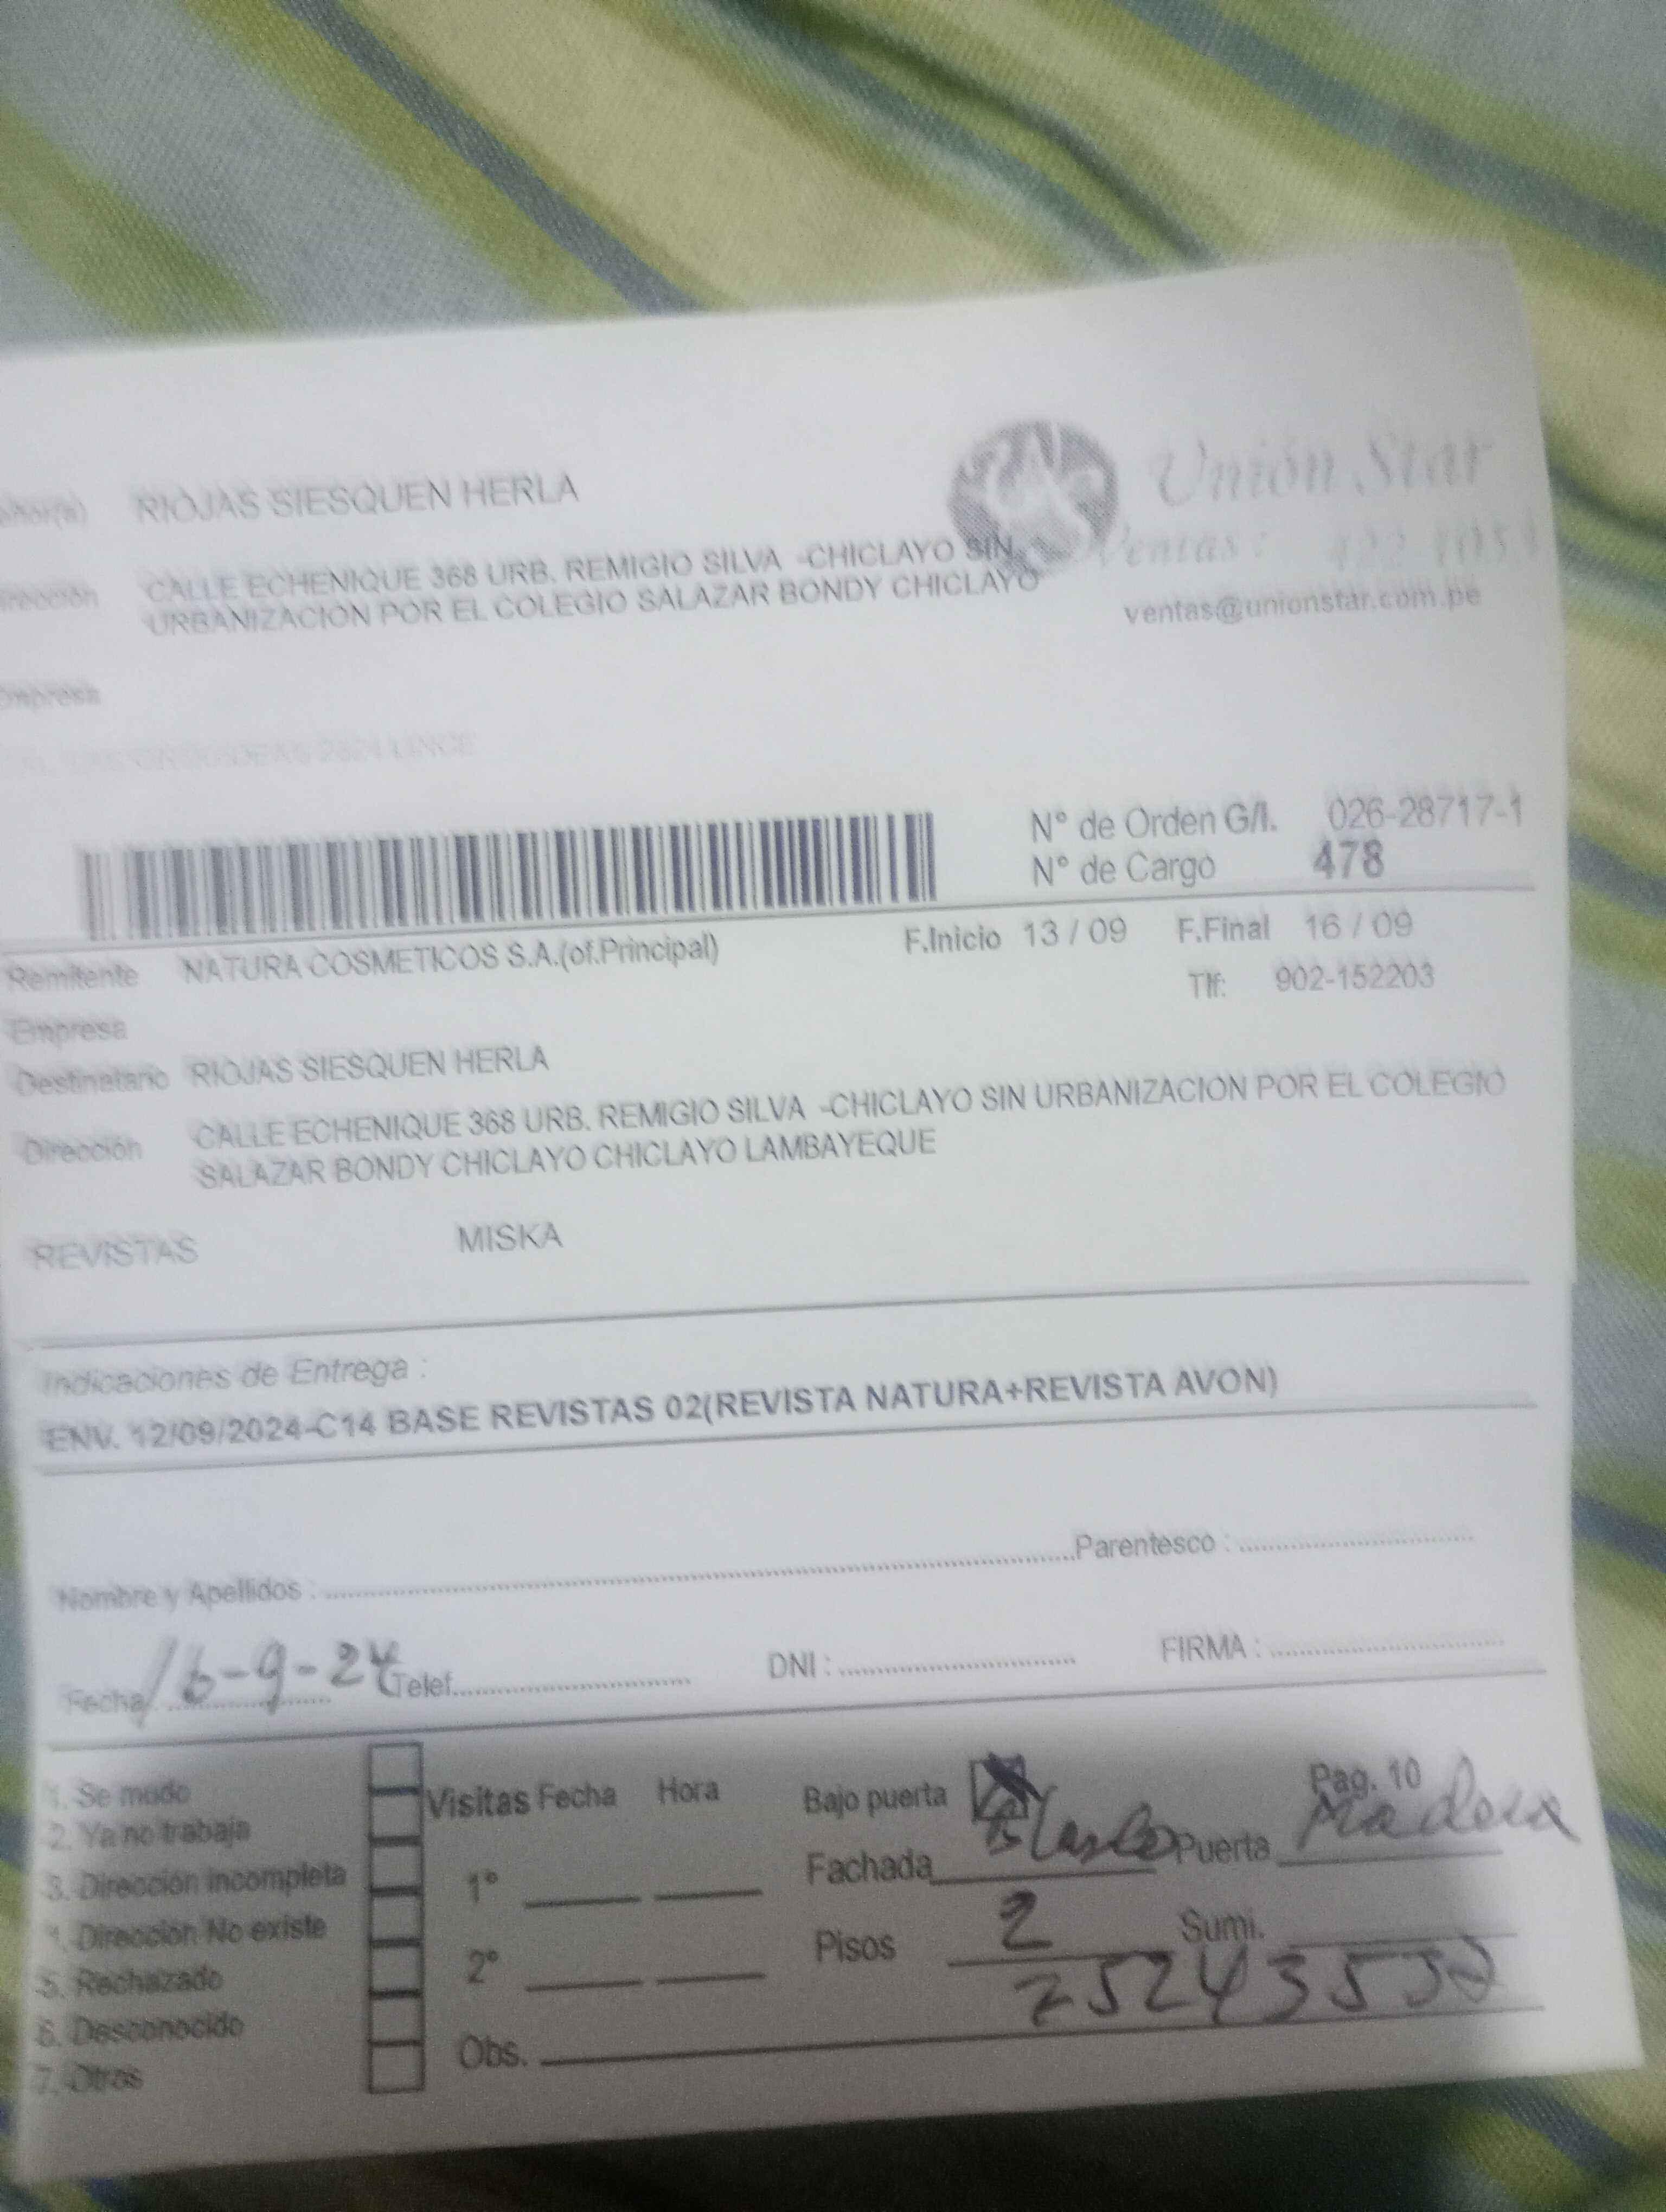 RIOJAS SIESQUEN HERLA
Unión Star
Ventas: 422 1053
CALLE ECHENIQUE 368 URB. REMIGIO SILVA -CHICLAYO SIN
URBANIZACION POR EL COLEGIO SALAZAR BONDY CHICLAYO
ventas@unionstar.com.pe
Empresa
2624 LINCE
N° de Orden G/I. 026-28717-1
N° de Cargo 478
Remitente NATURA COSMETICOS S.A.(of.Principal) F.Inicio 13 / 09 F.Final 16 / 09
Tlf: 902-152203
Empresa
Destinatario RIOJAS SIESQUEN HERLA
Dirección CALLE ECHENIQUE 368 URB. REMIGIO SILVA -CHICLAYO SIN URBANIZACION POR EL COLEGIO
SALAZAR BONDY CHICLAYO CHICLAYO LAMBAYEQUE
REVISTAS MISKA
Indicaciones de Entrega :
ENV. 12/09/2024-C14 BASE REVISTAS 02(REVISTA NATURA+REVISTA AVON)
Nombre y Apellidos : Parentesco :
Fecha 16-9-24 Telef. DNI : FIRMA :
1. Se mudo
2. Ya no trabaja
3. Dirección incompleta
4. Dirección No existe
5. Rechazado
6. Desconocido
7. Otros
Visitas Fecha Hora
1°
2°
Obs.
Bajo puerta Pag. 10
Fachada Blanco Puerta Madera
Pisos 2 Sumi.
25243532